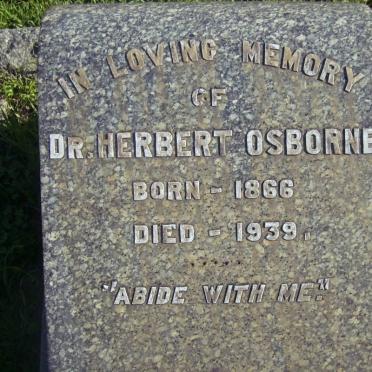 IN LOVING MEMORY
OF
DR. HERBERT OSBORNE
BORN - 1866
DIED - 1939.
"ABIDE WITH ME."